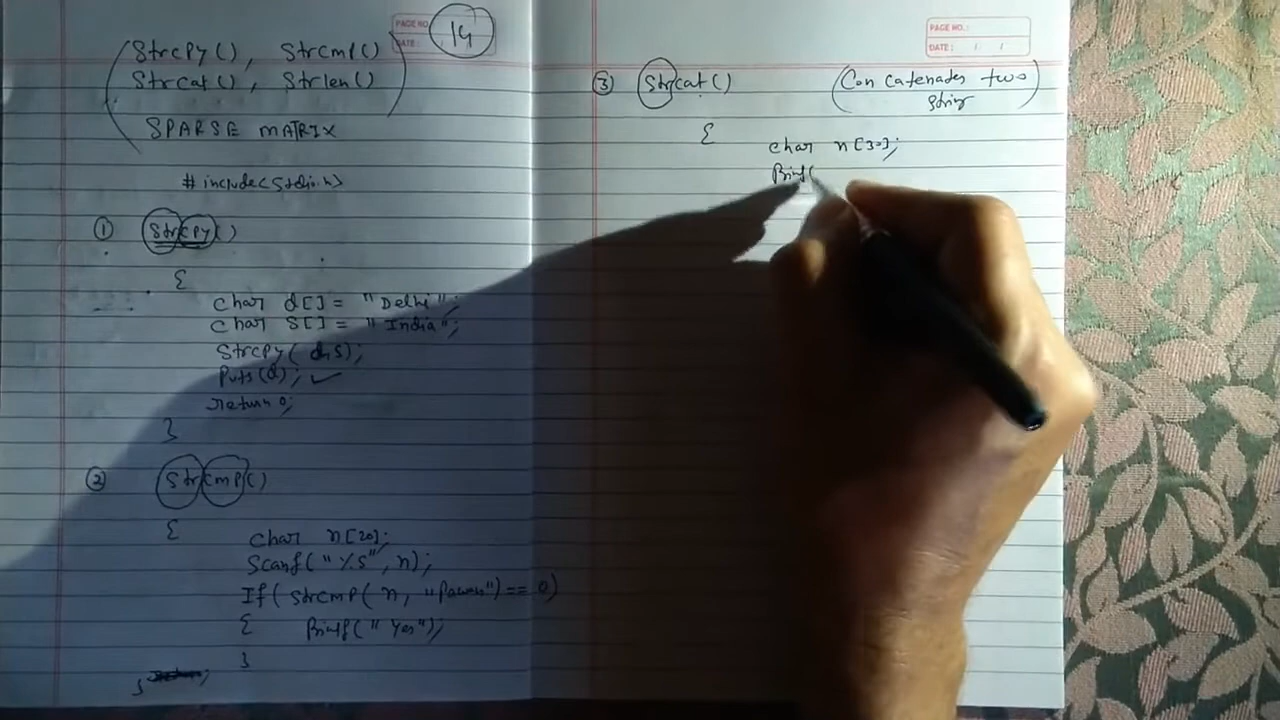 PAGE NO.
DATE:
14
Strcpy(), Strcmp()
Strcat(), Strlen()
SPARSE MATRIX
#include<stdio.h>
① Strcpy()
{
char d[] = "Delhi";
char S[] = "India";
Strcpy(d,s);
Puts(d); ✓
return 0;
}
② Strcmp()
{
char n[20];
Scanf("%s", n);
If( strcmp( n, "Pawan") == 0)
{ Printf("Yes");
}
}
PAGE NO.:
DATE: / /
③ Strcat() (Con catenades two
string)
{
char n[30];
Printf(